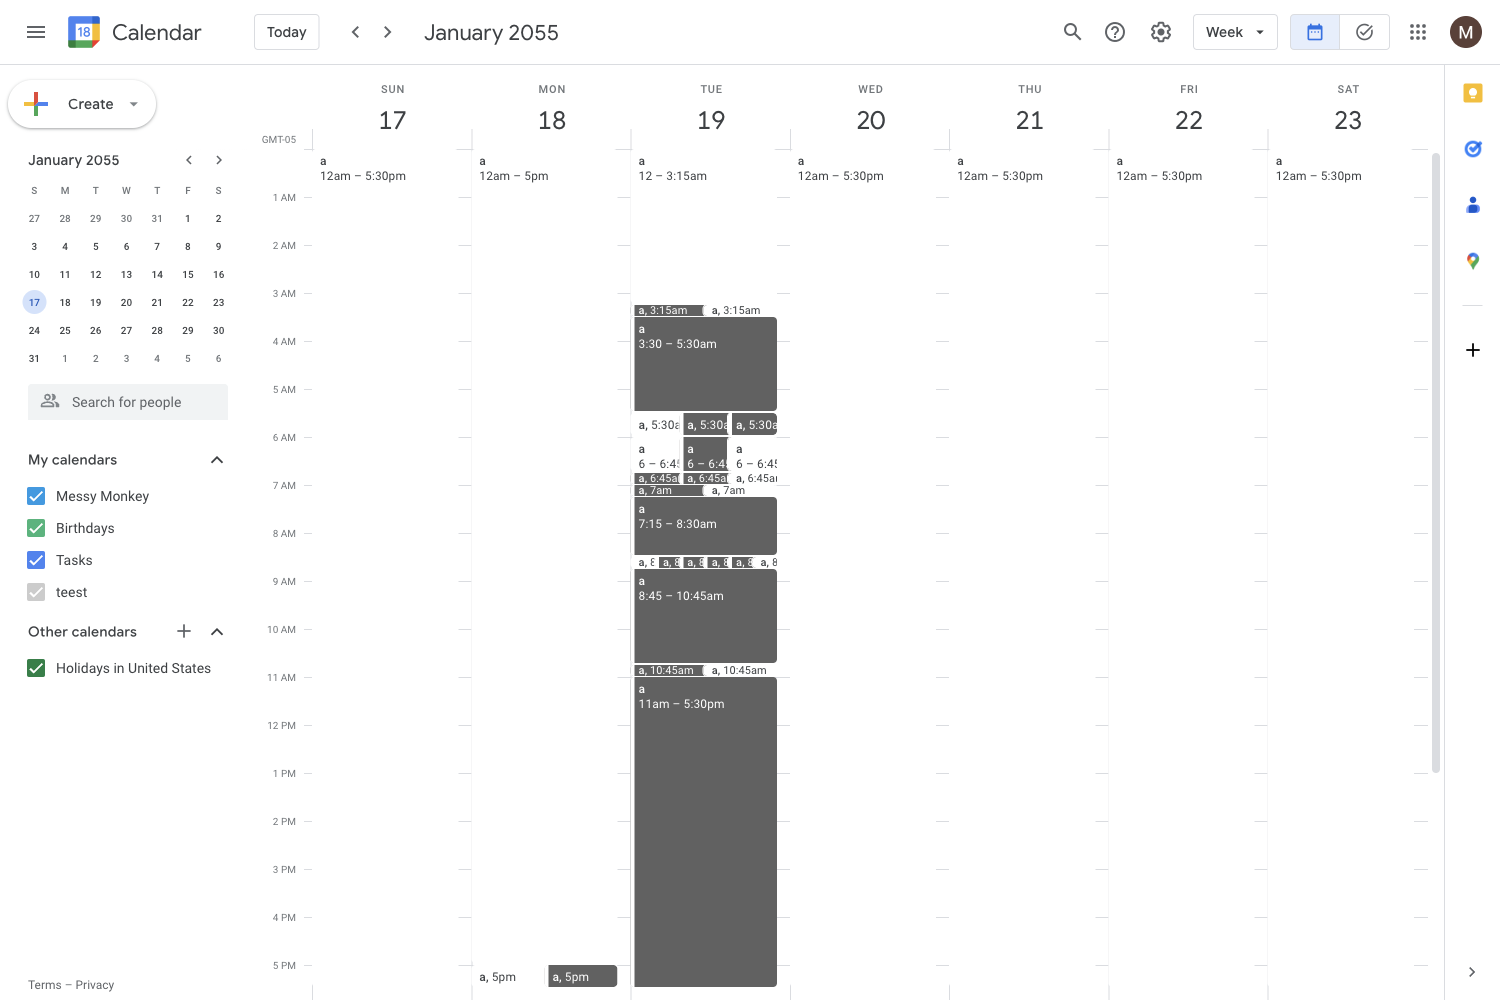 18 Calendar Today January 2055 Week M
Create
SUN MON TUE WED THU FRI SAT
17 18 19 20 21 22 23
GMT-05
January 2055
S M T W T F S
27 28 29 30 31 1 2
3 4 5 6 7 8 9
10 11 12 13 14 15 16
17 18 19 20 21 22 23
24 25 26 27 28 29 30
31 1 2 3 4 5 6
Search for people
My calendars
Messy Monkey
Birthdays
Tasks
teest
Other calendars
Holidays in United States
Terms – Privacy
1 AM
2 AM
3 AM
4 AM
5 AM
6 AM
7 AM
8 AM
9 AM
10 AM
11 AM
12 PM
1 PM
2 PM
3 PM
4 PM
5 PM
a
12am – 5:30pm
a
12am – 5pm
a, 5pm a, 5pm
a
12 – 3:15am
a, 3:15am a, 3:15am
a
3:30 – 5:30am
a, 5:30a a, 5:30a a, 5:30a
a a a
6 – 6:45 6 – 6:45 6 – 6:45
a, 6:45a a, 6:45a a, 6:45a
a, 7am a, 7am
a
7:15 – 8:30am
a, 8 a, 8 a, 8 a, 8 a, 8 a, 8
a
8:45 – 10:45am
a, 10:45am a, 10:45am
a
11am – 5:30pm
a
12am – 5:30pm
a
12am – 5:30pm
a
12am – 5:30pm
a
12am – 5:30pm